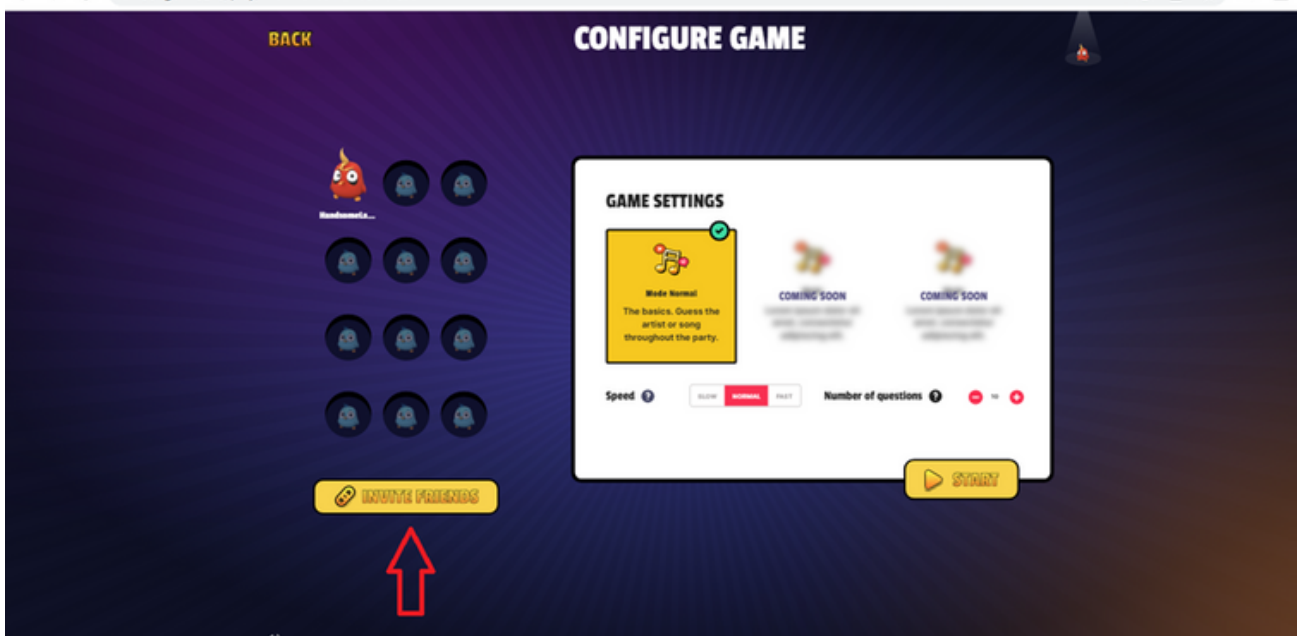 BACK
CONFIGURE GAME
GAME SETTINGS
Mode Normal
The basics. Guess the
artist or song
throughout the party.
COMING SOON
COMING SOON
Speed ?
SLOW NORMAL FAST
Number of questions ?
10
INVITE FRIENDS
START